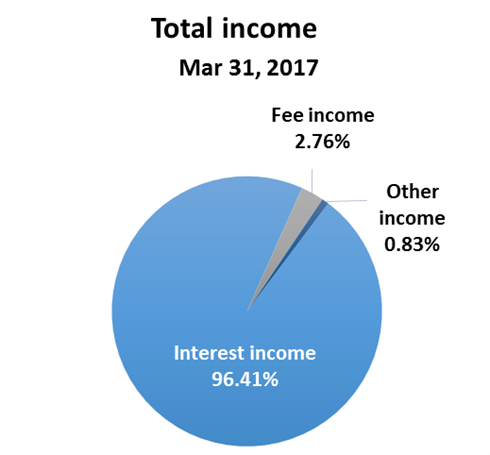 Total income
Mar 31, 2017
Fee income
2.76%
Other
income
0.83%
Interest income
96.41%